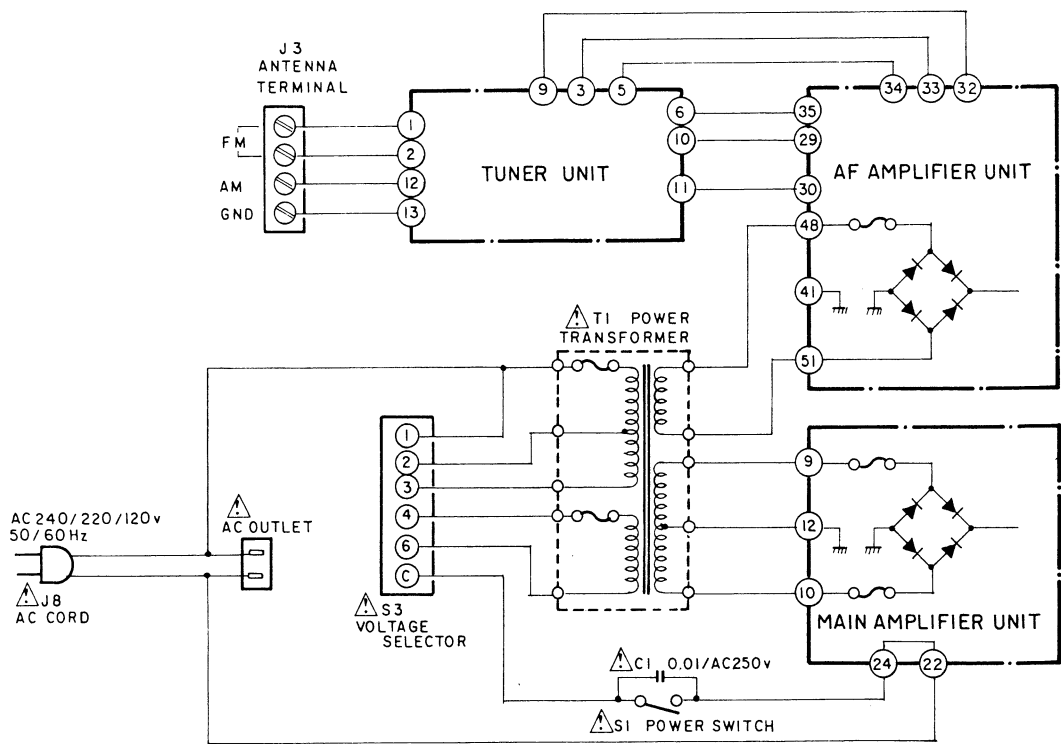 J3
ANTENNA
TERMINAL
FM
AM
GND
1
2
12
13
9 3 5
6
10
11
TUNER UNIT
34 33 32
35
29
30
48
41
51
AF AMPLIFIER UNIT
T1 POWER
TRANSFORMER
1
2
3
4
6
C
S3
VOLTAGE
SELECTOR
AC 240/220/120v
50/60Hz
AC OUTLET
J8
AC CORD
9
12
10
MAIN AMPLIFIER UNIT
24 22
C1 0.01/AC250v
S1 POWER SWITCH